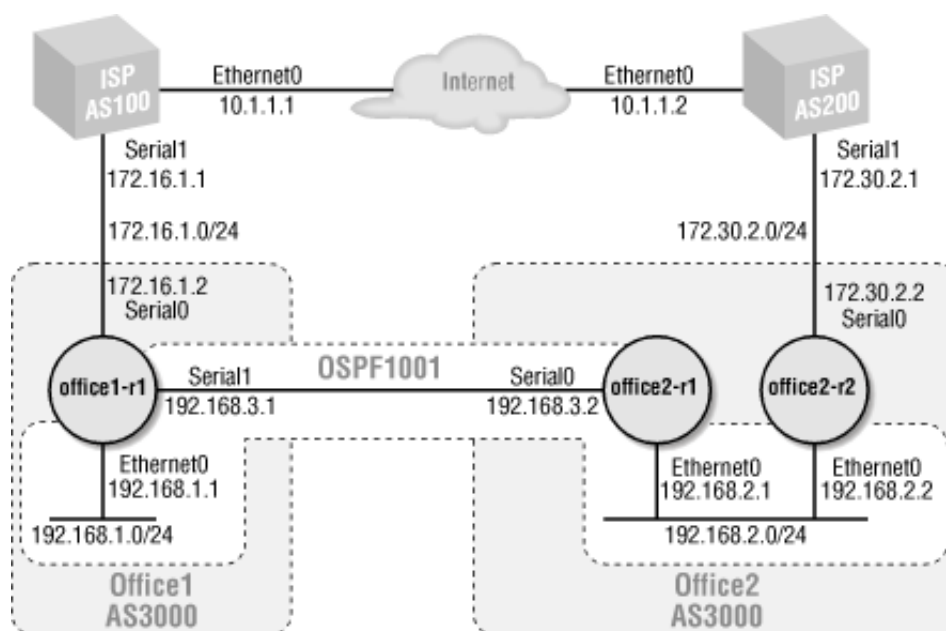 ISP
AS100
Ethernet0
10.1.1.1
Internet
Ethernet0
10.1.1.2
ISP
AS200
Serial1
172.16.1.1
Serial1
172.30.2.1
172.16.1.0/24
172.30.2.0/24
172.16.1.2
Serial0
172.30.2.2
Serial0
OSPF1001
office1-r1
Serial1
192.168.3.1
Serial0
192.168.3.2
office2-r1
office2-r2
Ethernet0
192.168.1.1
Ethernet0
192.168.2.1
Ethernet0
192.168.2.2
192.168.1.0/24
192.168.2.0/24
Office1
AS3000
Office2
AS3000